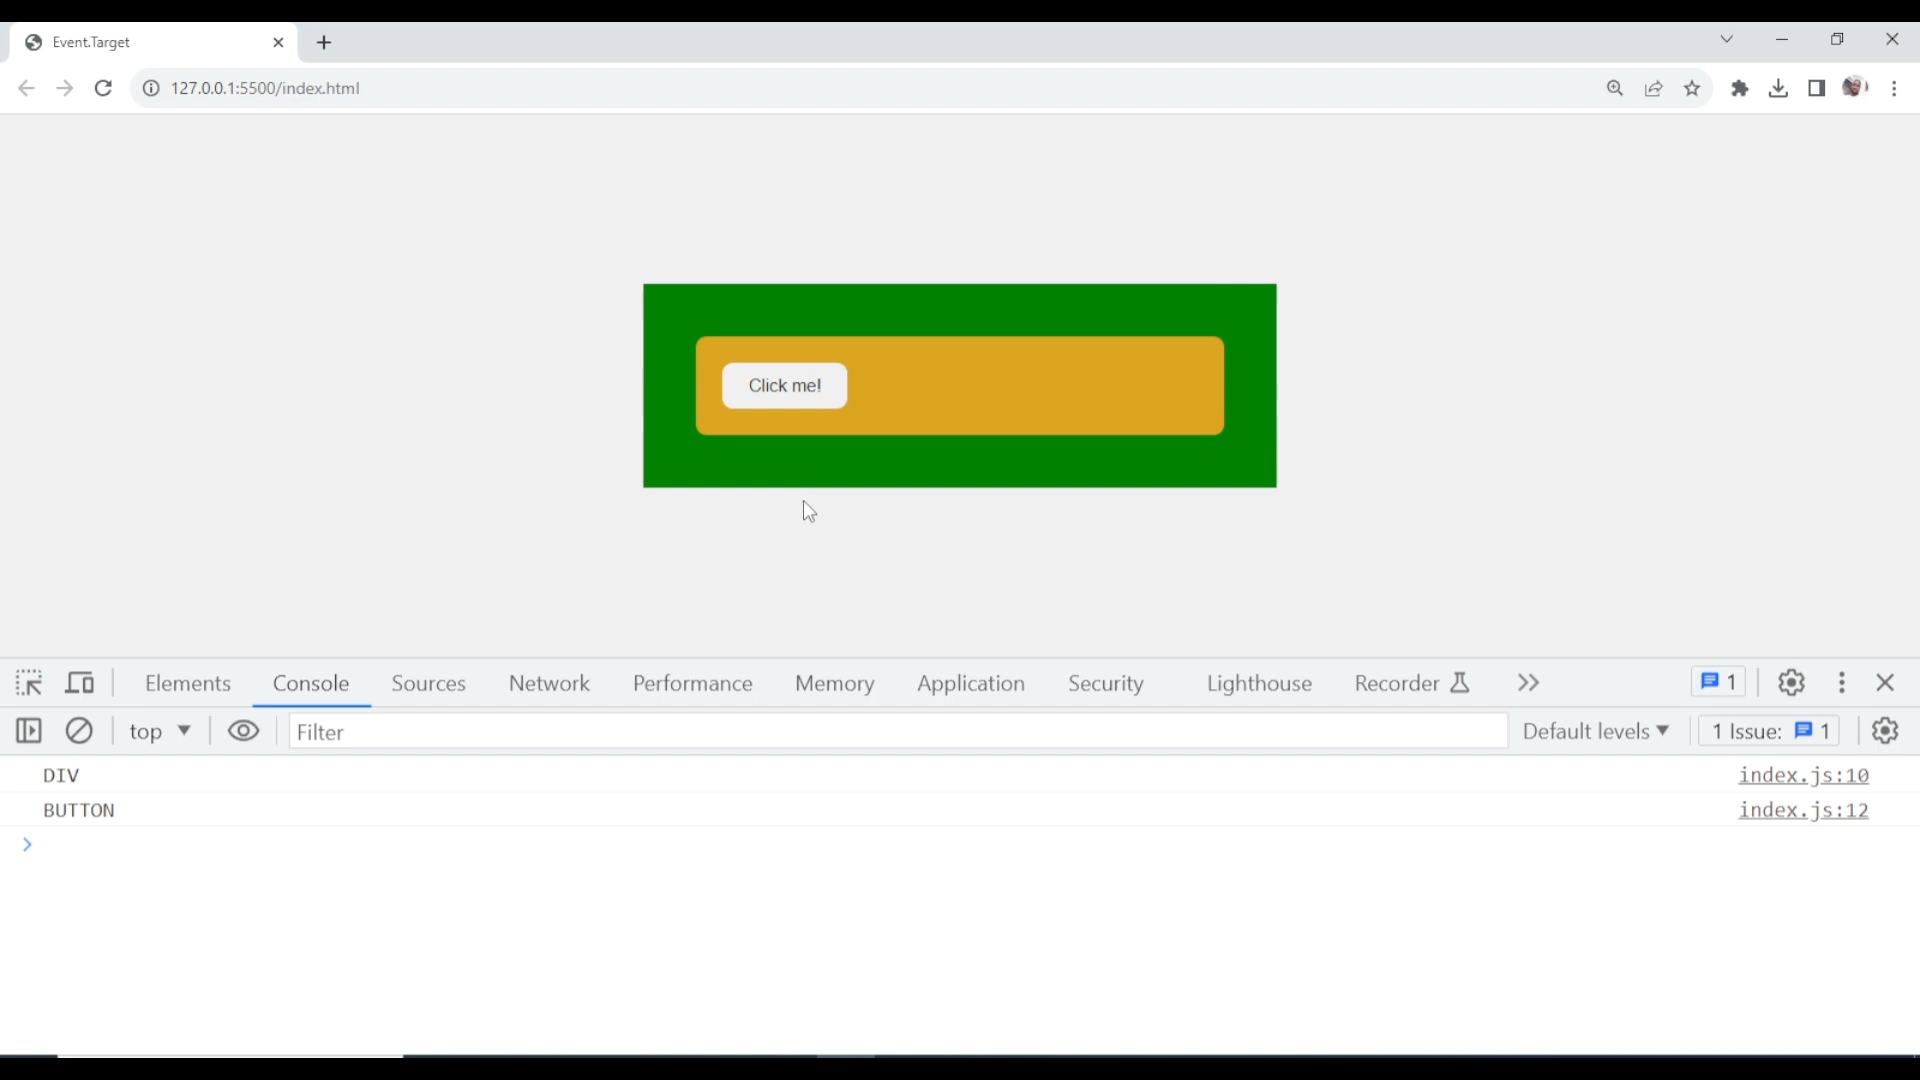 Event.Target
127.0.0.1:5500/index.html
Click me!
Elements Console Sources Network Performance Memory Application Security Lighthouse Recorder 1
top Filter Default levels 1 Issue: 1
DIV index.js:10
BUTTON index.js:12